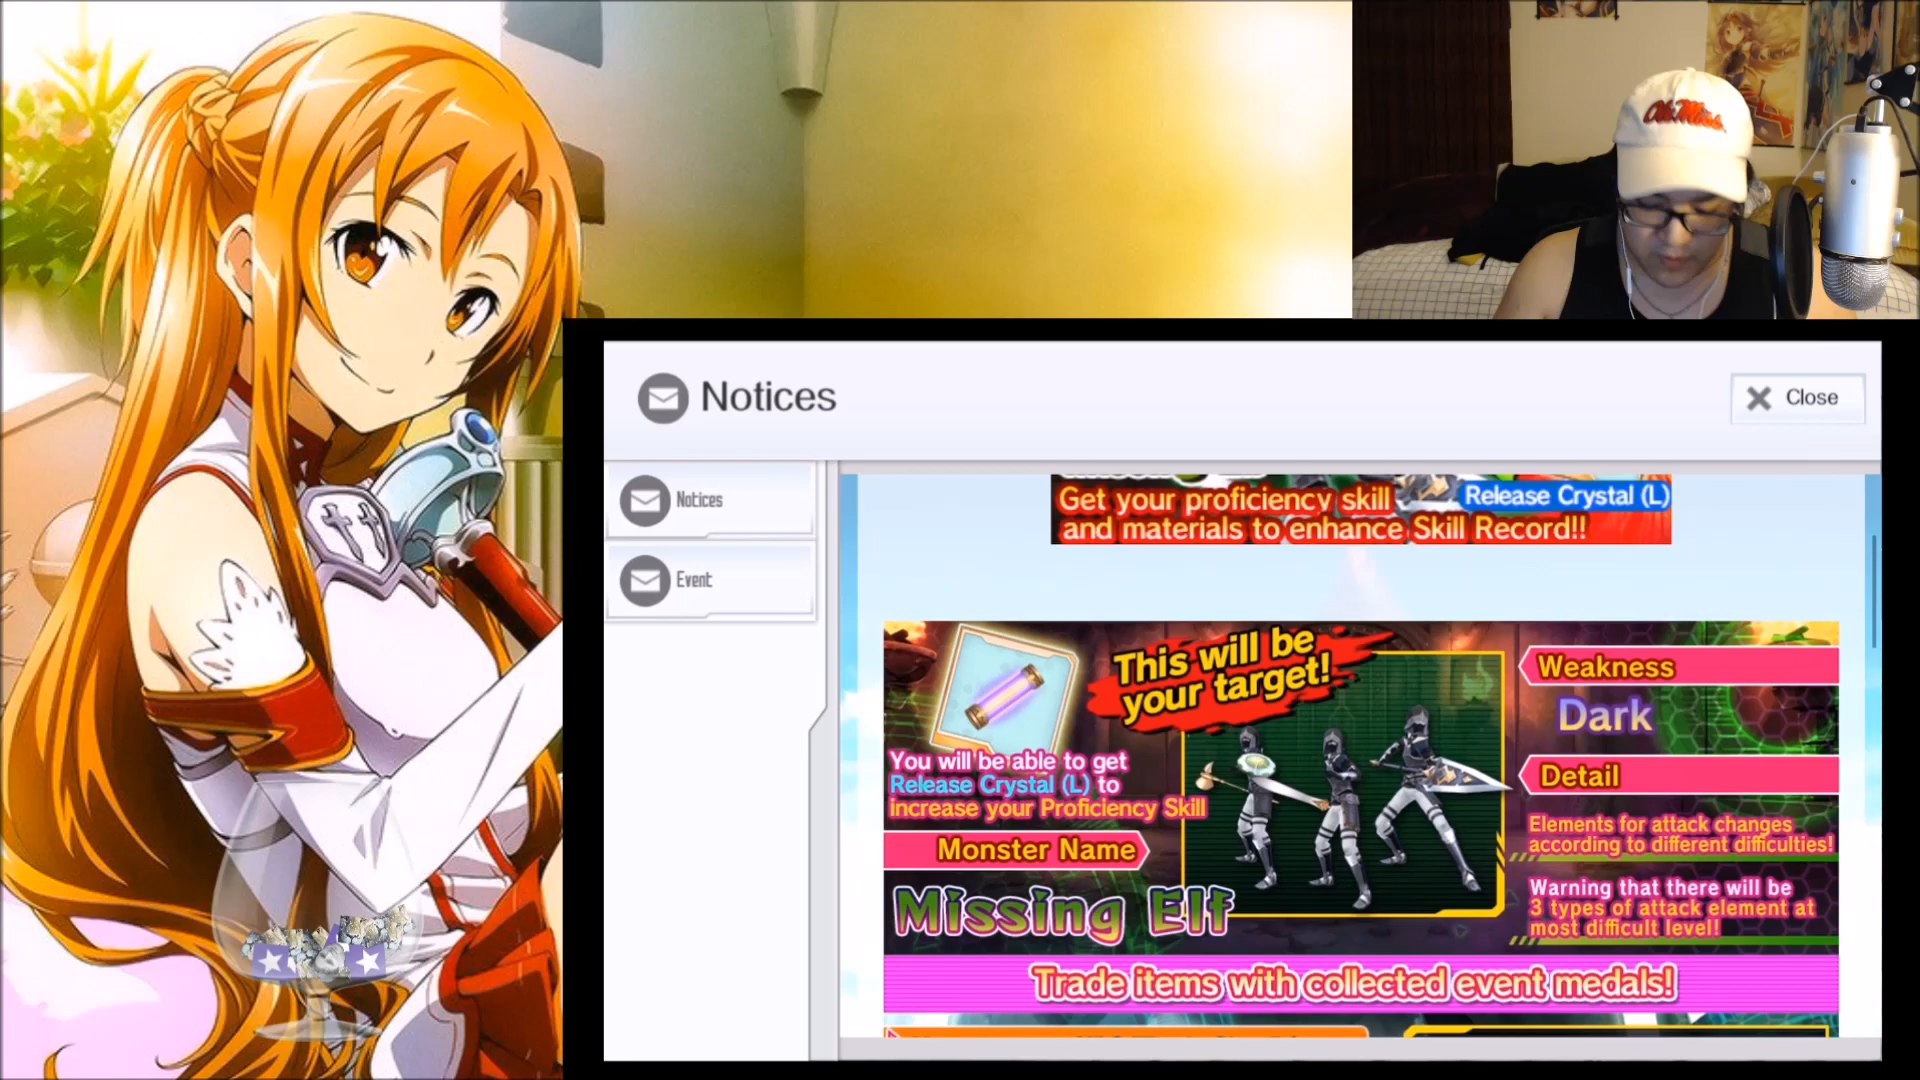 Ole Miss
Notices
Close
Notices
Event
Get your proficiency skill
and materials to enhance Skill Record!!
Release Crystal (L)
This will be
your target!
You will be able to get
Release Crystal (L) to
increase your Proficiency Skill
Monster Name
Missing Elf
Weakness
Dark
Detail
Elements for attack changes
according to different difficulties!
Warning that there will be
3 types of attack element at
most difficult level!
Trade items with collected event medals!